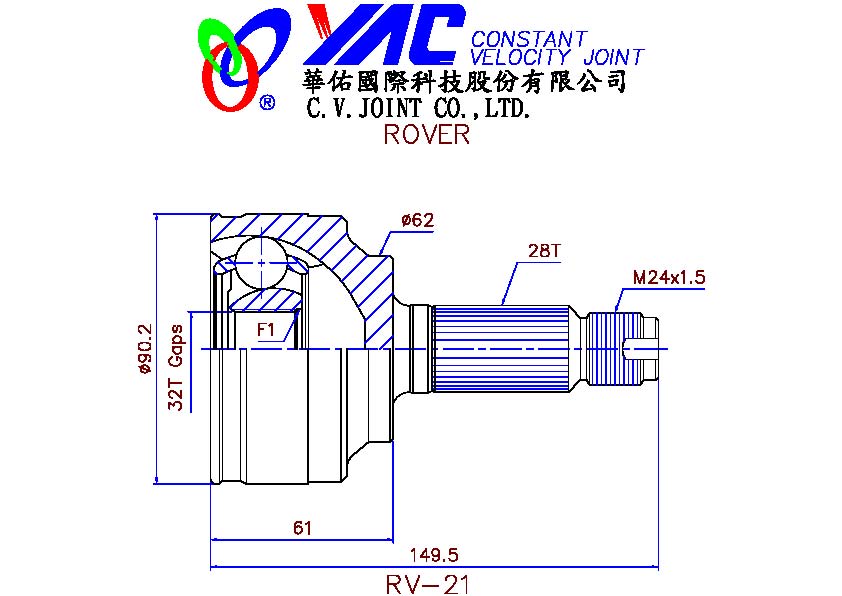 YAC CONSTANT
VELOCITY JOINT
®
華佑國際科技股份有限公司
C.V.JOINT CO.,LTD.
ROVER
ø62
28T
M24x1.5
F1
ø90.2
32T Gaps
61
149.5
RV-21